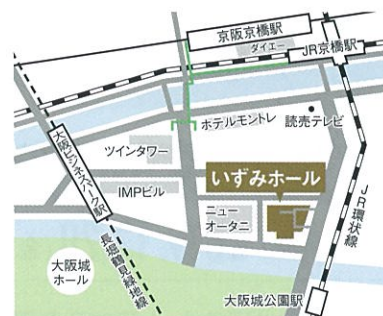 京阪京橋駅
ダイエー
JR京橋駅
ホテルモントレ
読売テレビ
ツインタワー
大阪ビジネスパーク駅
IMPビル
いずみホール
JR環状線
ニュー
オータニ
長堀鶴見緑地線
大阪城
ホール
大阪城公園駅